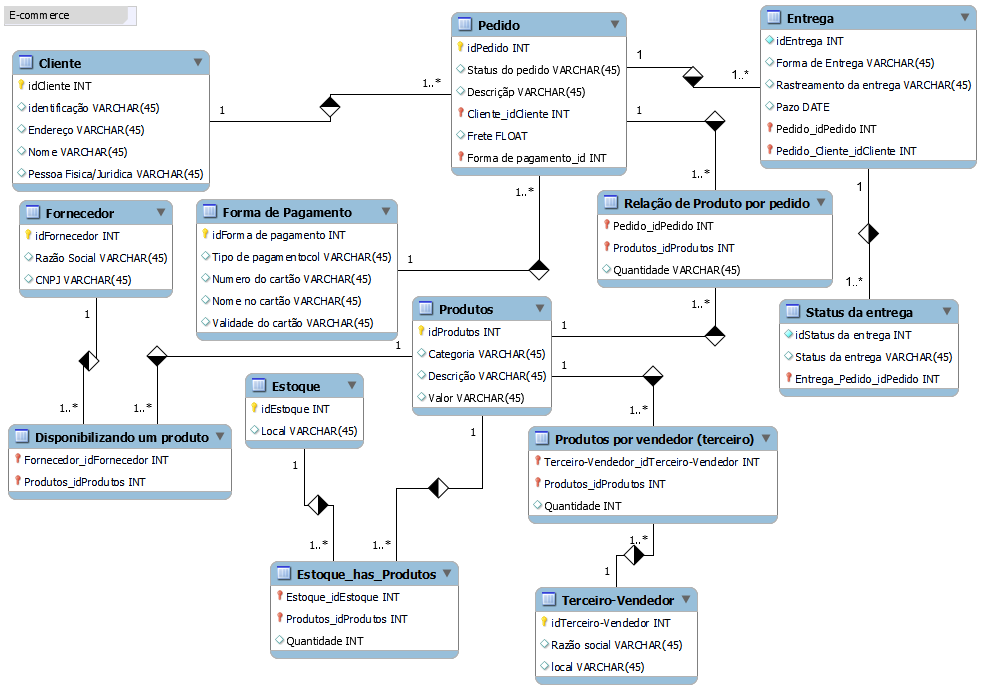 E-commerce
Cliente
idCliente INT
identificação VARCHAR(45)
Endereço VARCHAR(45)
Nome VARCHAR(45)
Pessoa Fisica/Juridica VARCHAR(45)
1
1..*
Pedido
idPedido INT
Status do pedido VARCHAR(45)
Descriçãp VARCHAR(45)
Cliente_idCliente INT
Frete FLOAT
Forma de pagamento_id INT
1
1..*
1
1..*
1..*
Entrega
idEntrega INT
Forma de Entrega VARCHAR(45)
Rastreamento da entrega VARCHAR(45)
Pazo DATE
Pedido_idPedido INT
Pedido_Cliente_idCliente INT
1
1..*
Fornecedor
idFornecedor INT
Razão Social VARCHAR(45)
CNPJ VARCHAR(45)
1
1..*
Forma de Pagamento
idForma de pagamento INT
Tipo de pagamentocol VARCHAR(45)
Numero do cartão VARCHAR(45)
Nome no cartão VARCHAR(45)
Validade do cartão VARCHAR(45)
1
Relação de Produto por pedido
Pedido_idPedido INT
Produtos_idProdutos INT
Quantidade VARCHAR(45)
1..*
Produtos
idProdutos INT
Categoria VARCHAR(45)
Descrição VARCHAR(45)
Valor VARCHAR(45)
1
1
1
1..*
1
1..*
Status da entrega
idStatus da entrega INT
Status da entrega VARCHAR(45)
Entrega_Pedido_idPedido INT
Estoque
idEstoque INT
Local VARCHAR(45)
1
1..*
1..*
Disponibilizando um produto
Fornecedor_idFornecedor INT
Produtos_idProdutos INT
Produtos por vendedor (terceiro)
Terceiro-Vendedor_idTerceiro-Vendedor INT
Produtos_idProdutos INT
Quantidade INT
1..*
1
Estoque_has_Produtos
Estoque_idEstoque INT
Produtos_idProdutos INT
Quantidade INT
Terceiro-Vendedor
idTerceiro-Vendedor INT
Razão social VARCHAR(45)
local VARCHAR(45)